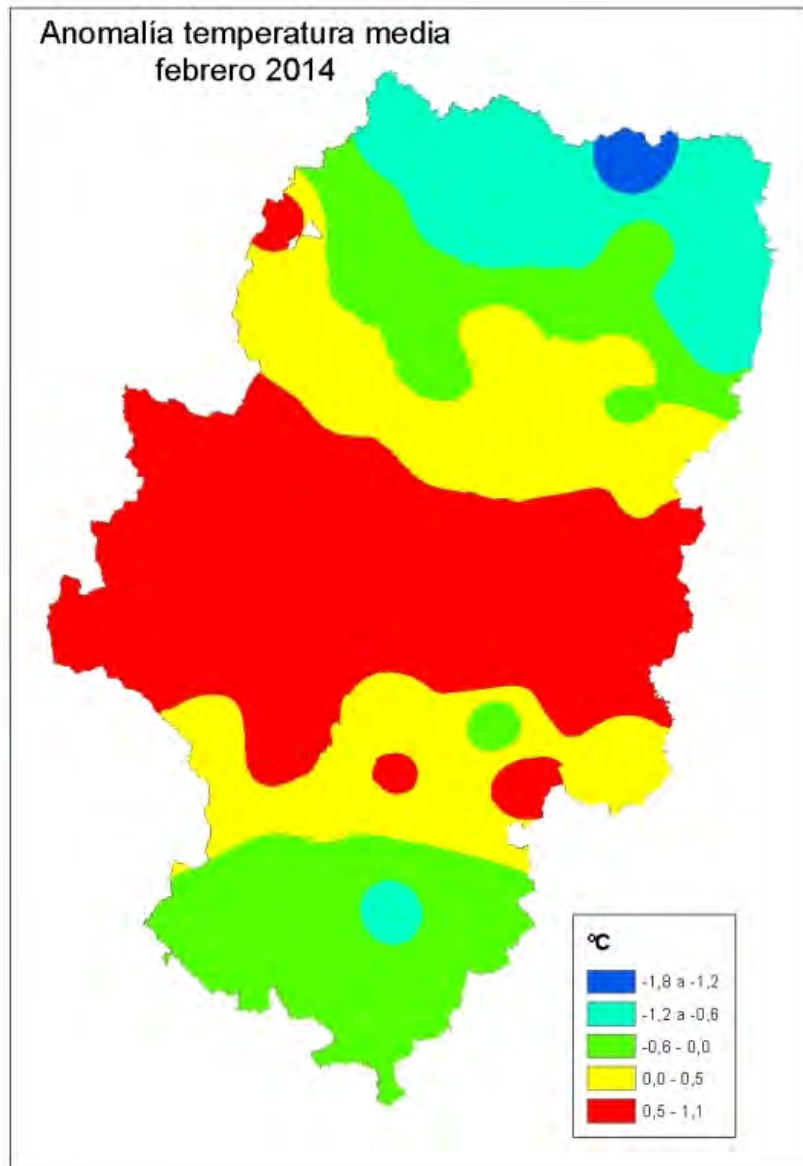 Anomalía temperatura media
febrero 2014
ºC
-1,8 a -1,2
-1,2 a -0,6
-0,6 - 0,0
0,0 - 0,5
0,5 - 1,1